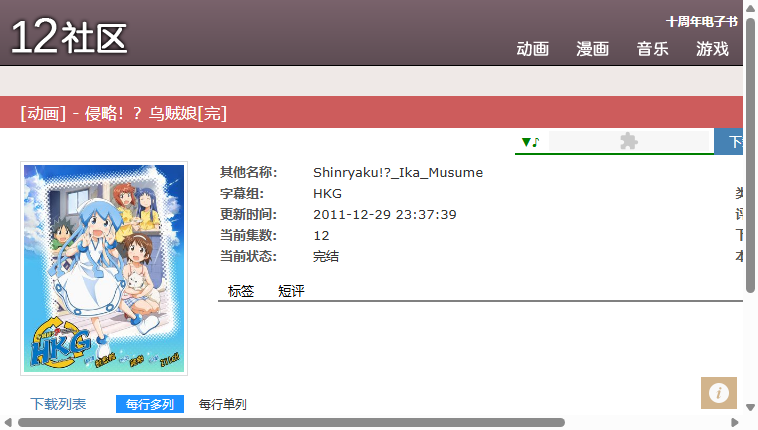 十周年电子书
12社区
动画 漫画 音乐 游戏
[动画] - 侵略！？乌贼娘[完]
▼♪
下
其他名称: Shinryaku!?_Ika_Musume
字幕组: HKG
更新时间: 2011-12-29 23:37:39
当前集数: 12
当前状态: 完结
标签 短评
HKG
下载列表 每行多列 每行单列